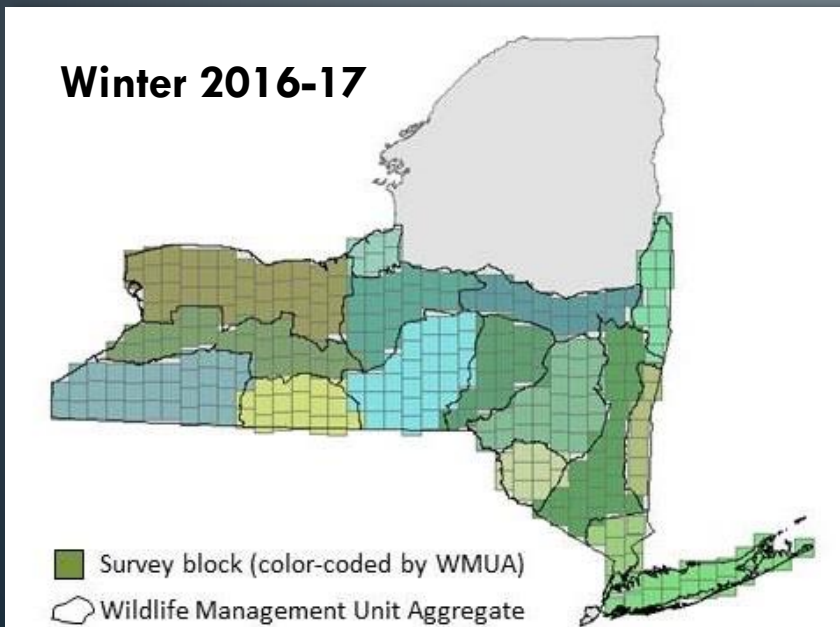 Winter 2016-17
Survey block (color-coded by WMUA)
Wildlife Management Unit Aggregate